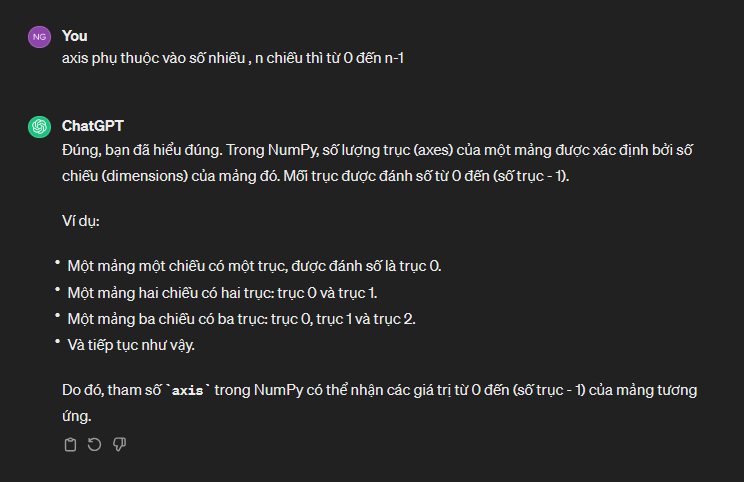 NG
You
axis phụ thuộc vào số nhiều , n chiều thì từ 0 đến n-1
ChatGPT
Đúng, bạn đã hiểu đúng. Trong NumPy, số lượng trục (axes) của một mảng được xác định bởi số
chiều (dimensions) của mảng đó. Mỗi trục được đánh số từ 0 đến (số trục - 1).
Ví dụ:
• Một mảng một chiều có một trục, được đánh số là trục 0.
• Một mảng hai chiều có hai trục: trục 0 và trục 1.
• Một mảng ba chiều có ba trục: trục 0, trục 1 và trục 2.
• Và tiếp tục như vậy.
Do đó, tham số `axis` trong NumPy có thể nhận các giá trị từ 0 đến (số trục - 1) của mảng tương
ứng.